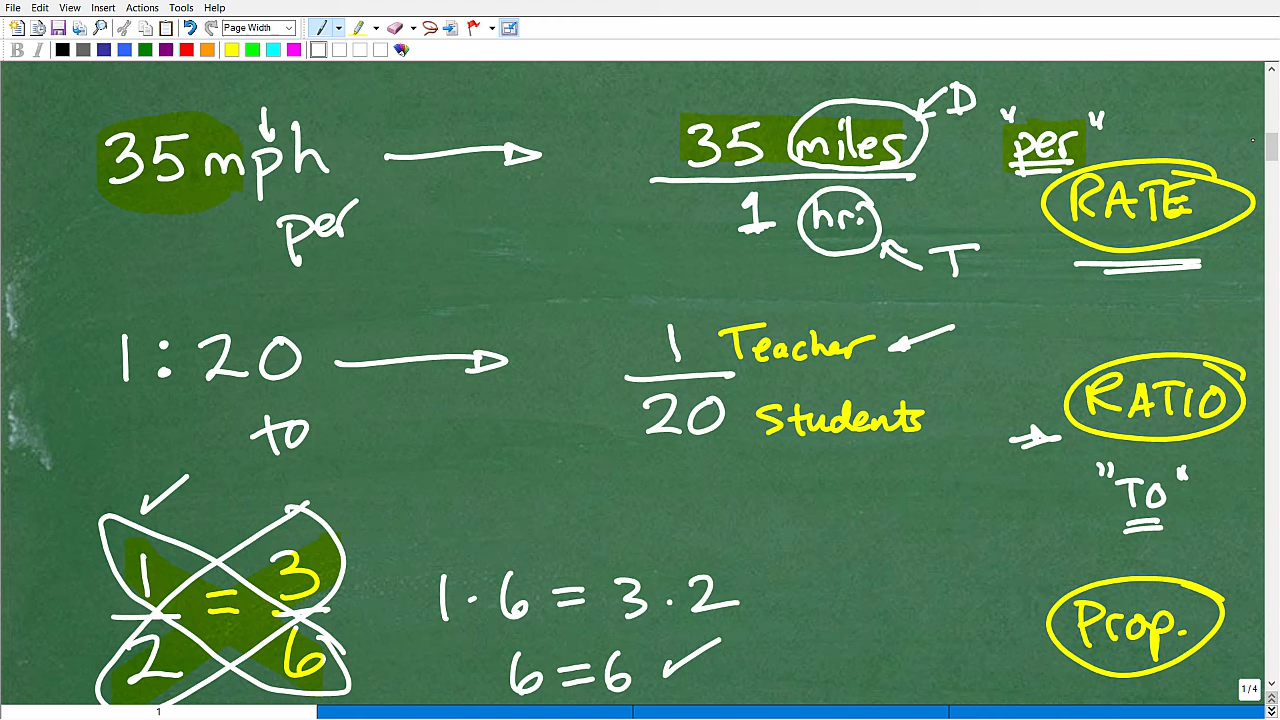 File Edit View Insert Actions Tools Help
Page Width
B I
35 mph → 35 miles D "per"
1 hr. T
per
RATE
1 : 20 → 1 Teacher
20 Students
to
RATIO
"To"
1 = 3
2 6
1 · 6 = 3 · 2
6 = 6 ✓
Prop.
1/4
1